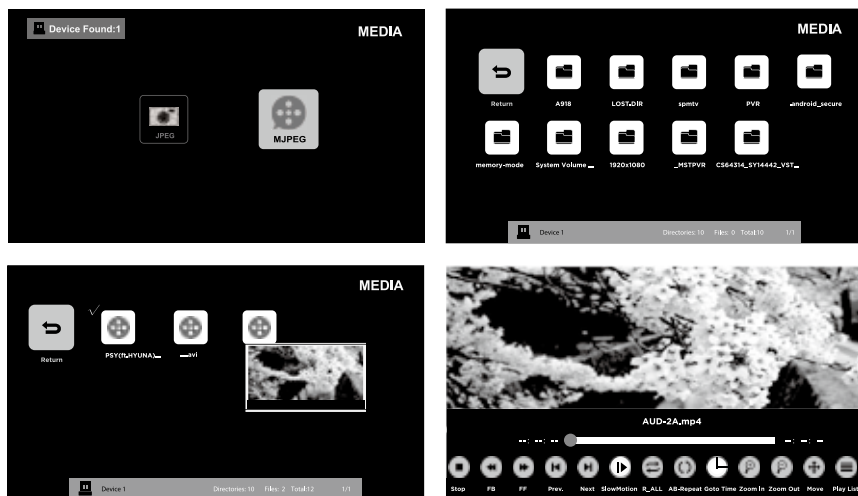 Device Found:1
MEDIA
JPEG
MJPEG
MEDIA
Return A918 LOST.DIR spmtv PVR .android_secure
memory-mode System Volume _ 1920x1080 _MSTPVR CS64314_SY14442_VST_
Device 1 Directories: 10 Files: 0 Total:10 1/1
MEDIA
Return PSY(ft.HYUNA)_ __avi
Device 1 Directories: 10 Files: 2 Total:12 1/1
AUD-2A.mp4
--: --: -- -: -: -
Stop FB FF Prev. Next SlowMotion R_ALL AB-Repeat Goto Time Zoom In Zoom Out Move Play List